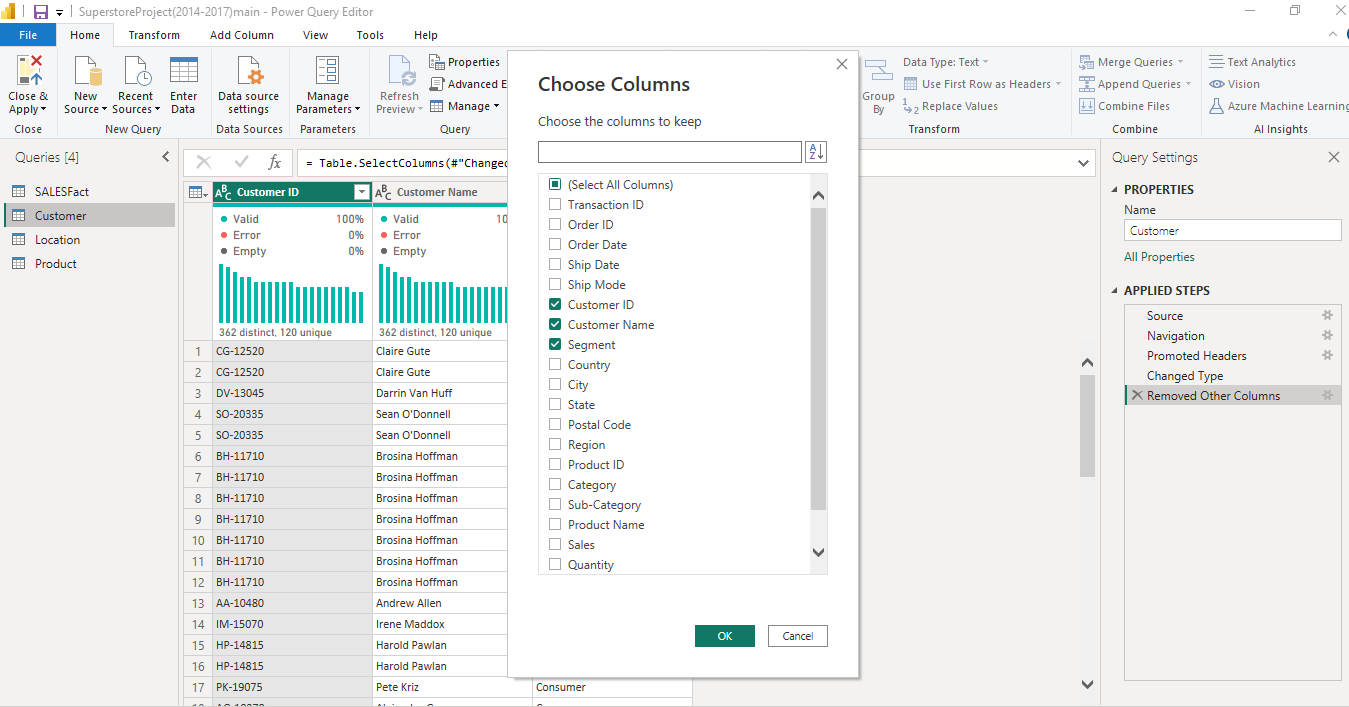 SuperstoreProject(2014-2017)main - Power Query Editor
File Home Transform Add Column View Tools Help
Close & Apply
Close
New Source
Recent Sources
Enter Data
New Query
Data source settings
Data Sources
Manage Parameters
Parameters
Refresh Preview
Properties
Advanced E
Manage
Query
Group By
Data Type: Text
Use First Row as Headers
1 2 Replace Values
Transform
Merge Queries
Append Queries
Combine Files
Combine
Text Analytics
Vision
Azure Machine Learning
AI Insights
Queries [4]
SALESFact
Customer
Location
Product
fx
= Table.SelectColumns(#"Changed
ABC Customer ID
ABC Customer Name
Valid 100%
Error 0%
Empty 0%
362 distinct, 120 unique
Valid 10
Error
Empty
362 distinct, 120 unique
1 CG-12520 Claire Gute
2 CG-12520 Claire Gute
3 DV-13045 Darrin Van Huff
4 SO-20335 Sean O'Donnell
5 SO-20335 Sean O'Donnell
6 BH-11710 Brosina Hoffman
7 BH-11710 Brosina Hoffman
8 BH-11710 Brosina Hoffman
9 BH-11710 Brosina Hoffman
10 BH-11710 Brosina Hoffman
11 BH-11710 Brosina Hoffman
12 BH-11710 Brosina Hoffman
13 AA-10480 Andrew Allen
14 IM-15070 Irene Maddox
15 HP-14815 Harold Pawlan
16 HP-14815 Harold Pawlan
17 PK-19075 Pete Kriz Consumer
Choose Columns
Choose the columns to keep
AZ
(Select All Columns)
Transaction ID
Order ID
Order Date
Ship Date
Ship Mode
Customer ID
Customer Name
Segment
Country
City
State
Postal Code
Region
Product ID
Category
Sub-Category
Product Name
Sales
Quantity
OK Cancel
Query Settings
PROPERTIES
Name
Customer
All Properties
APPLIED STEPS
Source
Navigation
Promoted Headers
Changed Type
Removed Other Columns